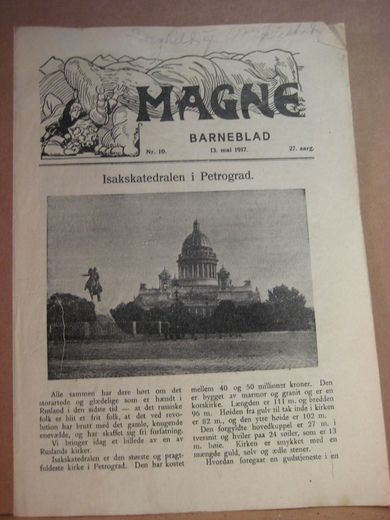 MAGNE
BARNEBLAD
Nr. 10. 13. mai 1917. 27. aarg.
Isakskatedralen i Petrograd.
Alle sammen har dere hørt om det
storartede og glædelige som er hændt i
Rusland i den sidste tid — at det russiske
folk er blit et frit folk, at det ved revo-
lution har brutt med det gamle, knugende
enevælde, og har skaffet sig fri forfatning.
Vi bringer idag et billede av en av
Ruslands kirker.
Isakskatedralen er den største og pragt-
fuldeste kirke i Petrograd. Den har kostet
mellem 40 og 50 millioner kroner. Den
er bygget av marmor og granit og er en
korskirke. Længden er 111 m. og bredden
96 m. Høiden fra gulv til tak inde i kirken
er 82 m., og den ytre høide er 102 m.
Den forgyldte hovedkuppel er 27 m. i
tversnit og hviler paa 24 søiler, som er 13
m. høie. Kirken er smykket med en
mængde guld, sølv og ædle stener.
Hvordan foregaar en gudstjeneste i en